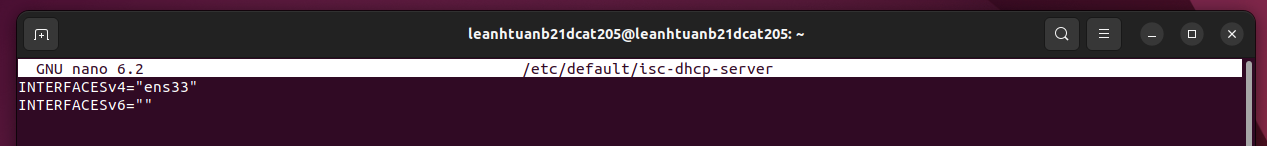 leanhtuanb21dcat205@leanhtuanb21dcat205: ~
GNU nano 6.2 /etc/default/isc-dhcp-server
INTERFACESv4="ens33"
INTERFACESv6=""